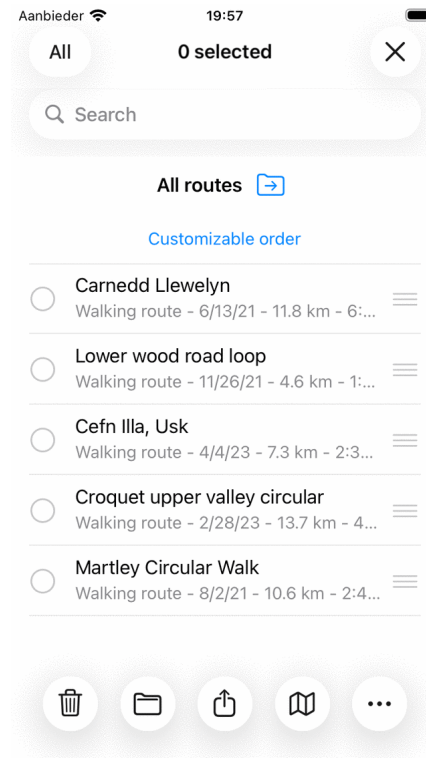 Aanbieder 19:57
All 0 selected
Search
All routes
Customizable order
Carnedd Llewelyn
Walking route - 6/13/21 - 11.8 km - 6:...
Lower wood road loop
Walking route - 11/26/21 - 4.6 km - 1:...
Cefn Illa, Usk
Walking route - 4/4/23 - 7.3 km - 2:3...
Croquet upper valley circular
Walking route - 2/28/23 - 13.7 km - 4...
Martley Circular Walk
Walking route - 8/2/21 - 10.6 km - 2:4...